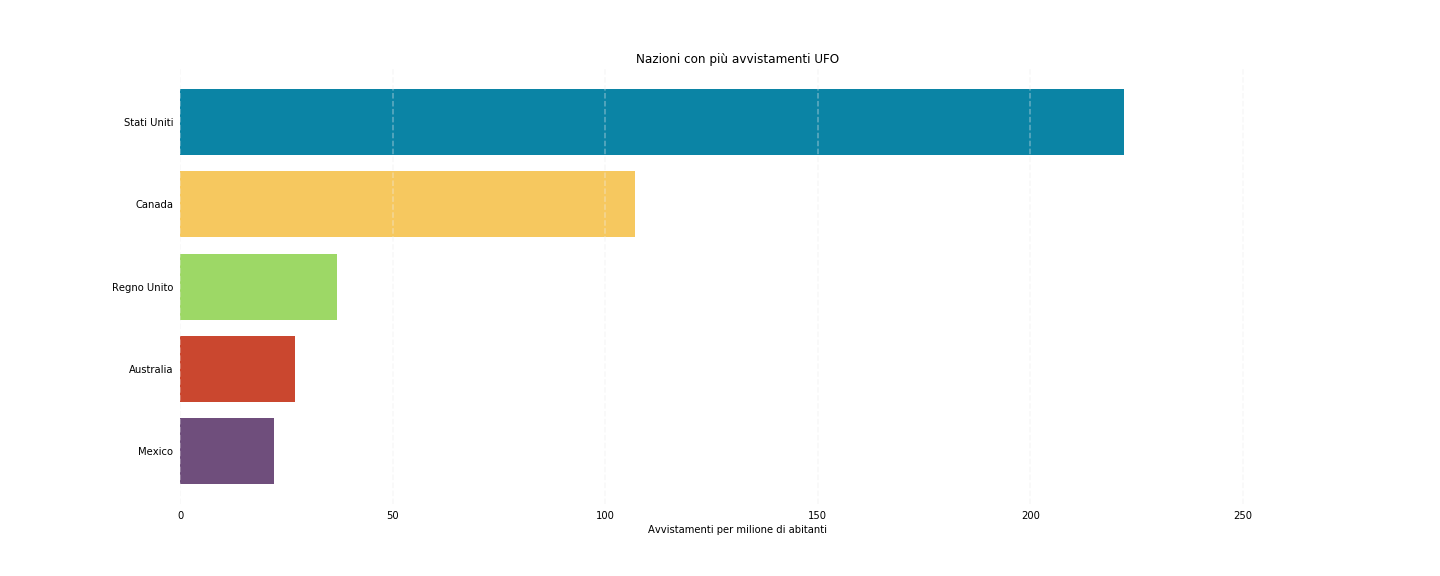 Nazioni con più avvistamenti UFO
Stati Uniti
Canada
Regno Unito
Australia
Mexico
0 50 100 150 200 250
Avvistamenti per milione di abitanti